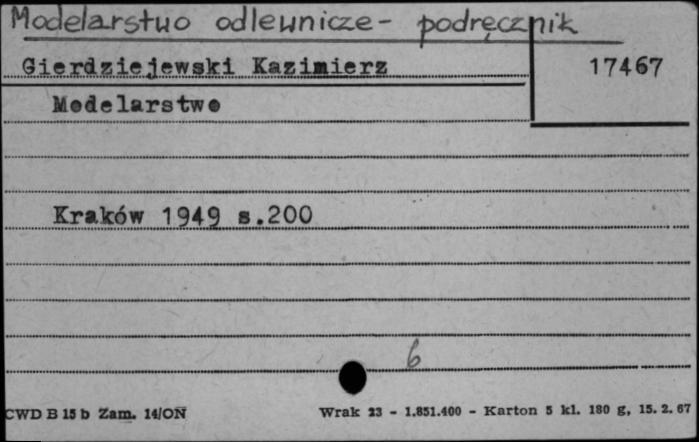 Modelarstwo odlewnicze - podręcznik
Gierdziejewski Kazimierz
17467
Modelarstwo
Kraków 1949 s.200
6
CWD B 15 b Zam. 14/ON
Wrak 23 - 1.851.400 - Karton 5 kl. 180 g, 15. 2. 67